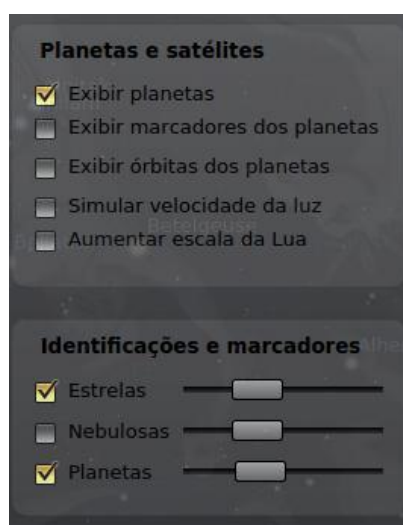 Planetas e satélites
Exibir planetas
Exibir marcadores dos planetas
Exibir órbitas dos planetas
Simular velocidade da luz
Betelgeuse
Aumentar escala da Lua
Identificações e marcadores
Estrelas
Nebulosas
Planetas